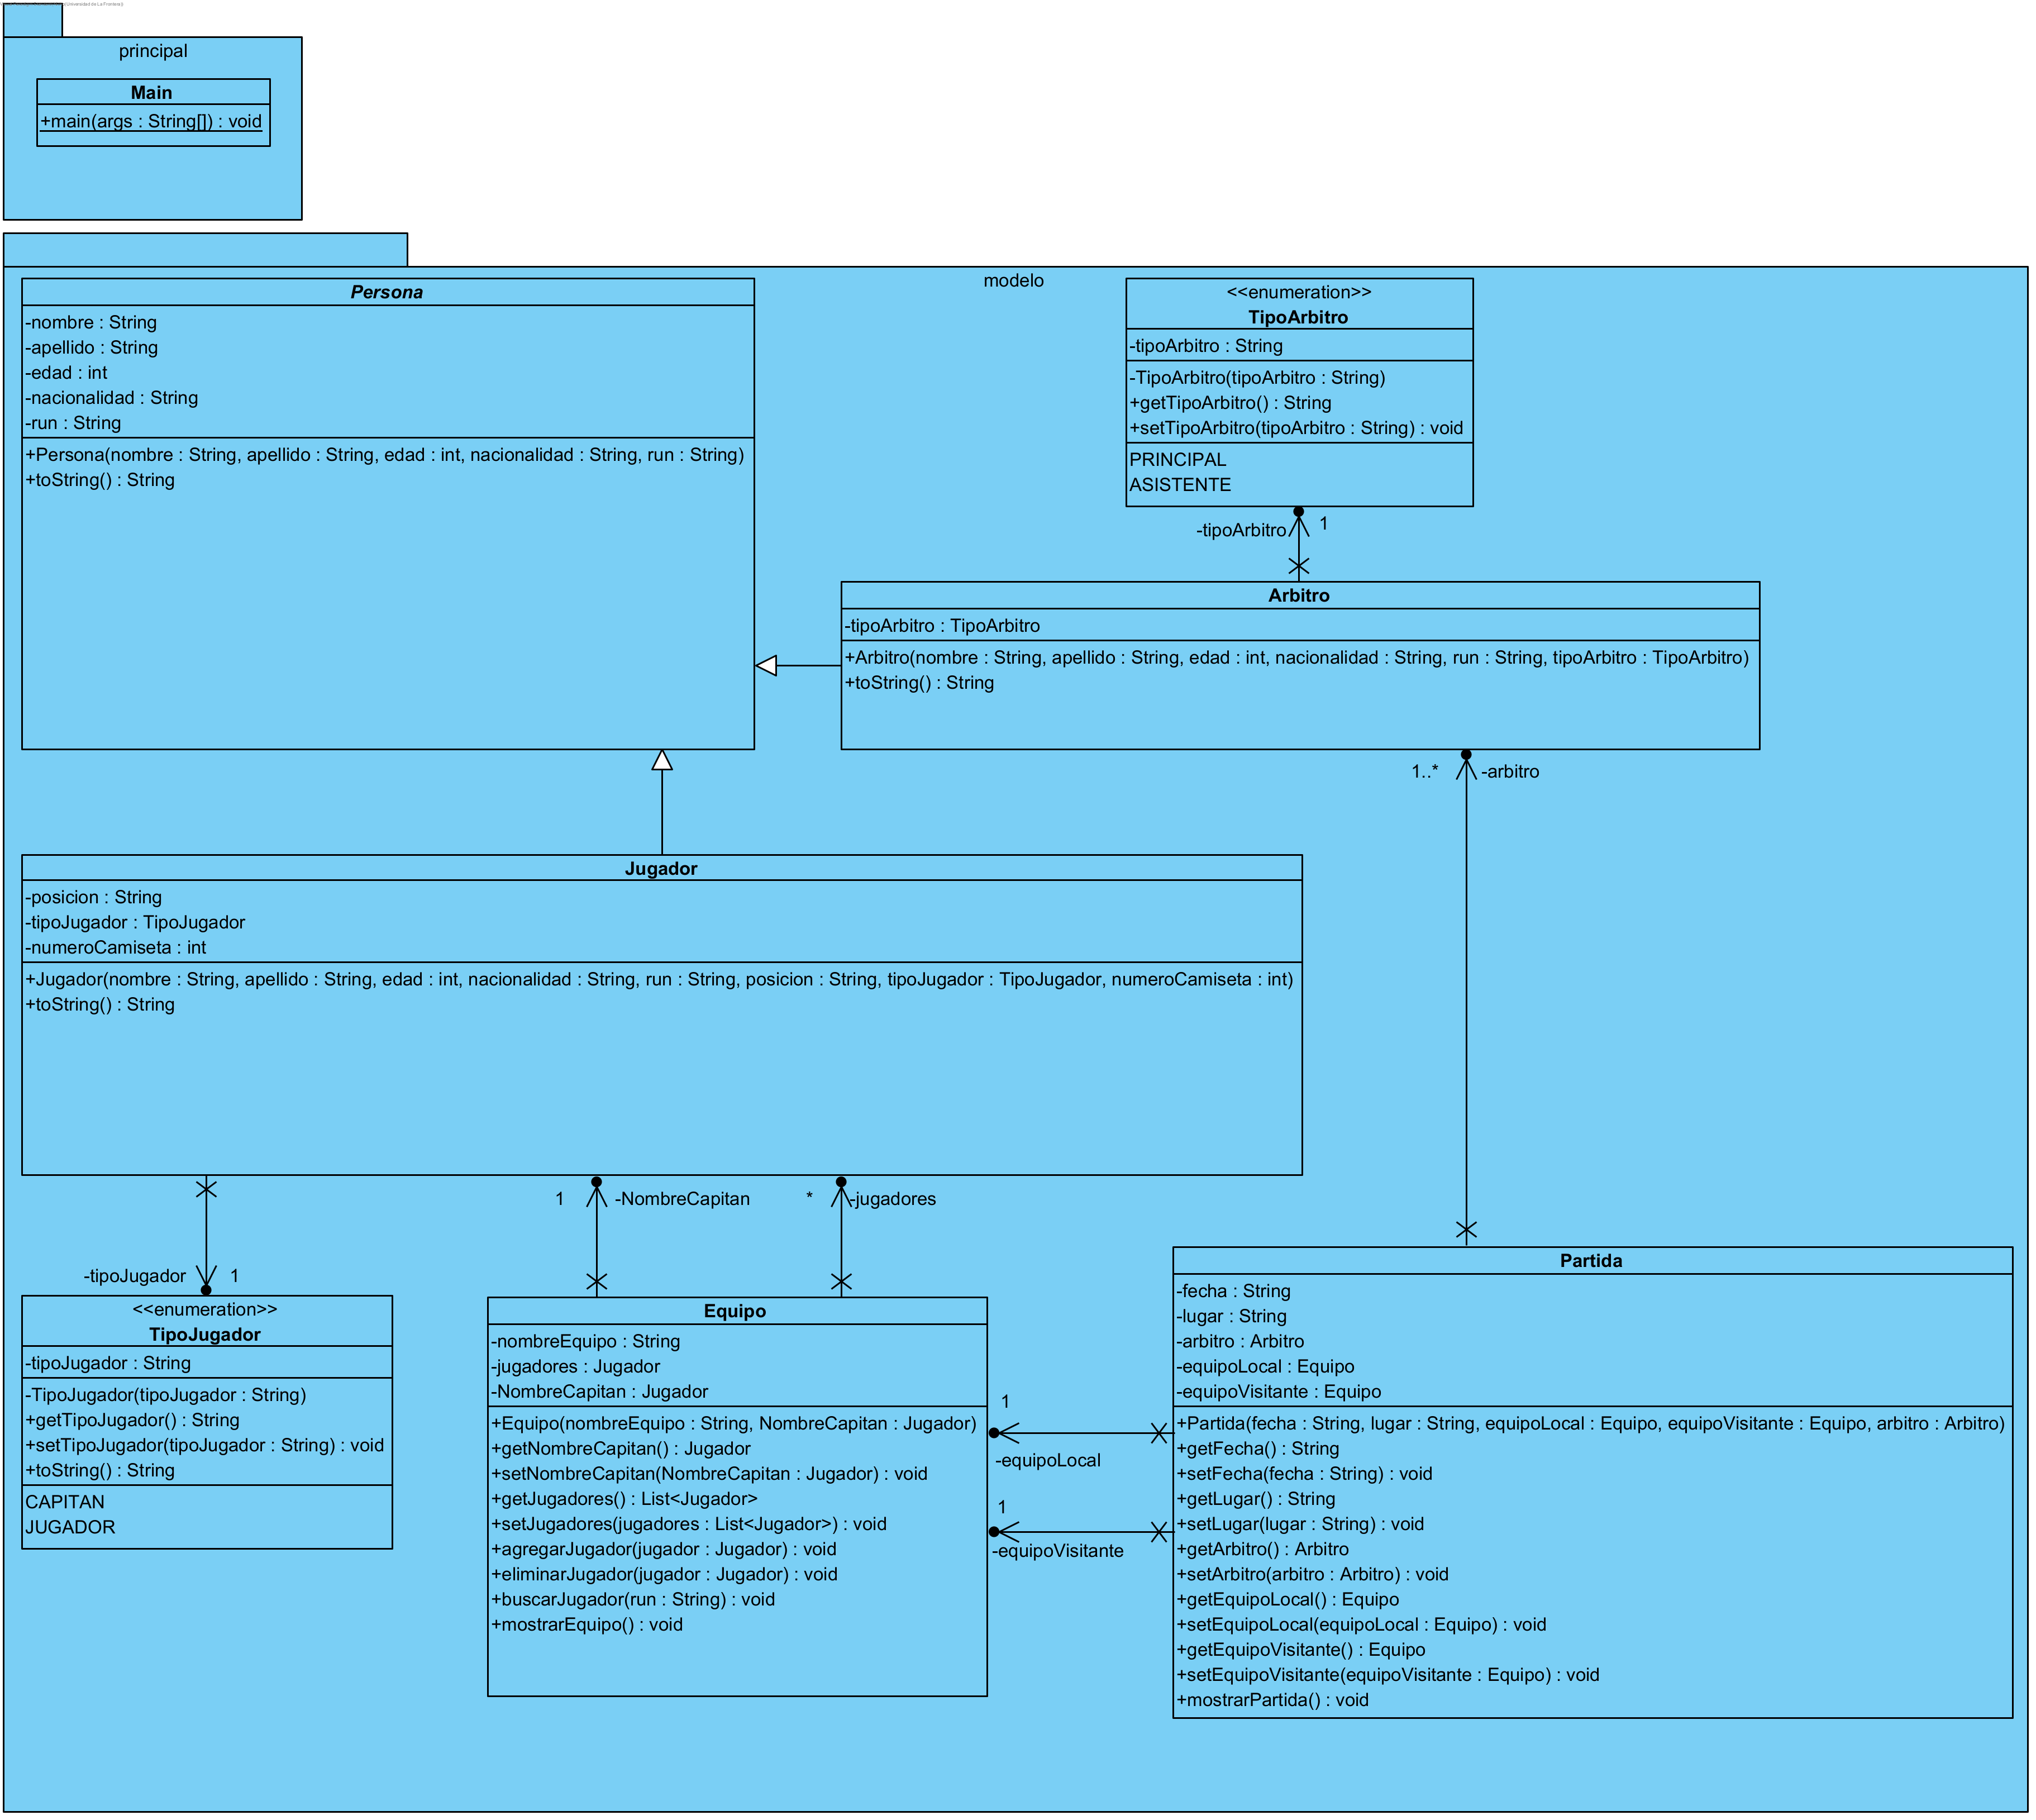 principal
Main
+main(args : String[]) : void
modelo
Persona
-nombre : String
-apellido : String
-edad : int
-nacionalidad : String
-run : String
+Persona(nombre : String, apellido : String, edad : int, nacionalidad : String, run : String)
+toString() : String
<<enumeration>>
TipoArbitro
-tipoArbitro : String
-TipoArbitro(tipoArbitro : String)
+getTipoArbitro() : String
+setTipoArbitro(tipoArbitro : String) : void
PRINCIPAL
ASISTENTE
-tipoArbitro 1
Arbitro
-tipoArbitro : TipoArbitro
+Arbitro(nombre : String, apellido : String, edad : int, nacionalidad : String, run : String, tipoArbitro : TipoArbitro)
+toString() : String
1..* -arbitro
Jugador
-posicion : String
-tipoJugador : TipoJugador
-numeroCamiseta : int
+Jugador(nombre : String, apellido : String, edad : int, nacionalidad : String, run : String, posicion : String, tipoJugador : TipoJugador, numeroCamiseta : int)
+toString() : String
1 -NombreCapitan
* -jugadores
-tipoJugador 1
<<enumeration>>
TipoJugador
-tipoJugador : String
-TipoJugador(tipoJugador : String)
+getTipoJugador() : String
+setTipoJugador(tipoJugador : String) : void
+toString() : String
CAPITAN
JUGADOR
Equipo
-nombreEquipo : String
-jugadores : Jugador
-NombreCapitan : Jugador
+Equipo(nombreEquipo : String, NombreCapitan : Jugador)
+getNombreCapitan() : Jugador
+setNombreCapitan(NombreCapitan : Jugador) : void
+getJugadores() : List<Jugador>
+setJugadores(jugadores : List<Jugador>) : void
+agregarJugador(jugador : Jugador) : void
+eliminarJugador(jugador : Jugador) : void
+buscarJugador(run : String) : void
+mostrarEquipo() : void
1
-equipoLocal
1
-equipoVisitante
Partida
-fecha : String
-lugar : String
-arbitro : Arbitro
-equipoLocal : Equipo
-equipoVisitante : Equipo
+Partida(fecha : String, lugar : String, equipoLocal : Equipo, equipoVisitante : Equipo, arbitro : Arbitro)
+getFecha() : String
+setFecha(fecha : String) : void
+getLugar() : String
+setLugar(lugar : String) : void
+getArbitro() : Arbitro
+setArbitro(arbitro : Arbitro) : void
+getEquipoLocal() : Equipo
+setEquipoLocal(equipoLocal : Equipo) : void
+getEquipoVisitante() : Equipo
+setEquipoVisitante(equipoVisitante : Equipo) : void
+mostrarPartida() : void